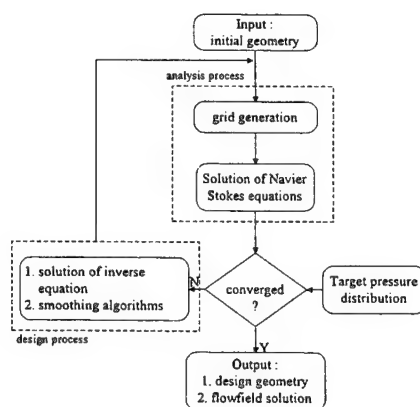 Input :
initial geometry
analysis process
grid generation
Solution of Navier
Stokes equations
1. solution of inverse
equation
2. smoothing algorithms
N
converged
?
Target pressure
distribution
design process
Y
Output :
1. design geometry
2. flowfield solution